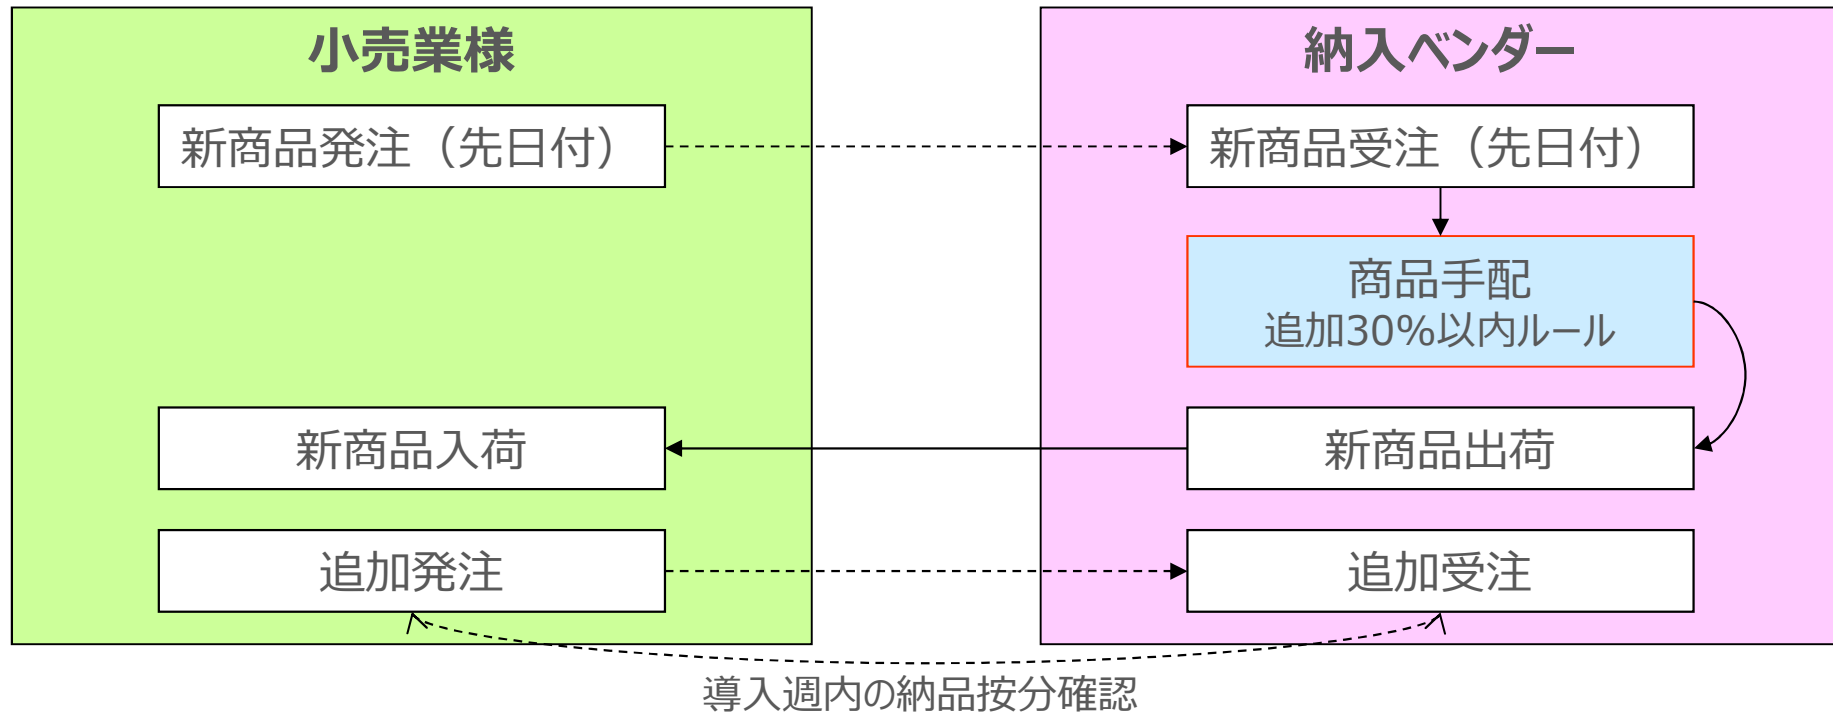 小売業様
納入ベンダー
新商品発注（先日付）
新商品受注（先日付）
商品手配
追加30%以内ルール
新商品入荷
新商品出荷
追加発注
追加受注
導入週内の納品按分確認